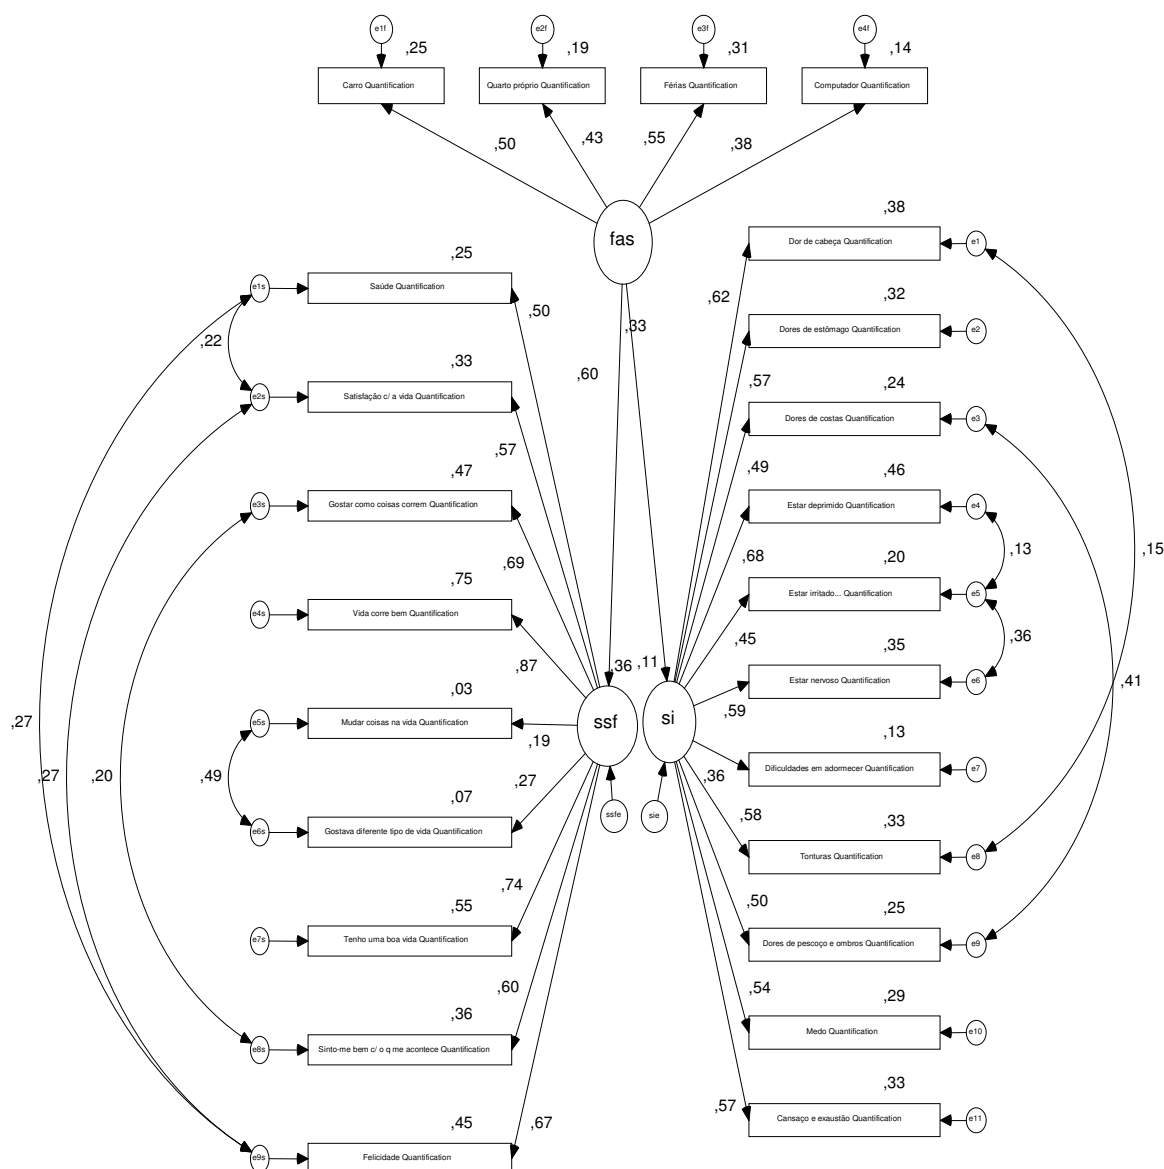 e1f e2f e3f e4f
,25 ,19 ,31 ,14
Carro Quantification Quarto próprio Quantification Férias Quantification Computador Quantification
,50 ,43 ,55 ,38
fas
,38
Dor de cabeça Quantification e1
,25
e1s Saúde Quantification
,50
,62
,32
,33
Dores de estômago Quantification e2
,22
,33
,60
,57
,24
e2s Satisfação c/ a vida Quantification
Dores de costas Quantification e3
,57
,49
,47
,46
e3s Gostar como coisas correm Quantification
Estar deprimido Quantification e4
,13
,15
,69
,68
,20
,75
Estar irritado... Quantification e5
e4s Vida corre bem Quantification
,45
,36
,35
,87
,36 ,11
Estar nervoso Quantification e6
,41
,03
,59
ssf si
e5s Mudar coisas na vida Quantification
,27
,19
,13
Dificuldades em adormecer Quantification e7
,27 ,20 ,49
,27
,36
,07
ssfe sie
,58
,33
e6s Gostava diferente tipo de vida Quantification
Tonturas Quantification e8
,74
,50
,55
,25
e7s Tenho uma boa vida Quantification
Dores de pescoço e ombros Quantification e9
,60
,54
,29
,36
Medo Quantification e10
e8s Sinto-me bem c/ o q me acontece Quantification
,33
,57
,45
,67
Cansaço e exaustão Quantification e11
e9s Felicidade Quantification